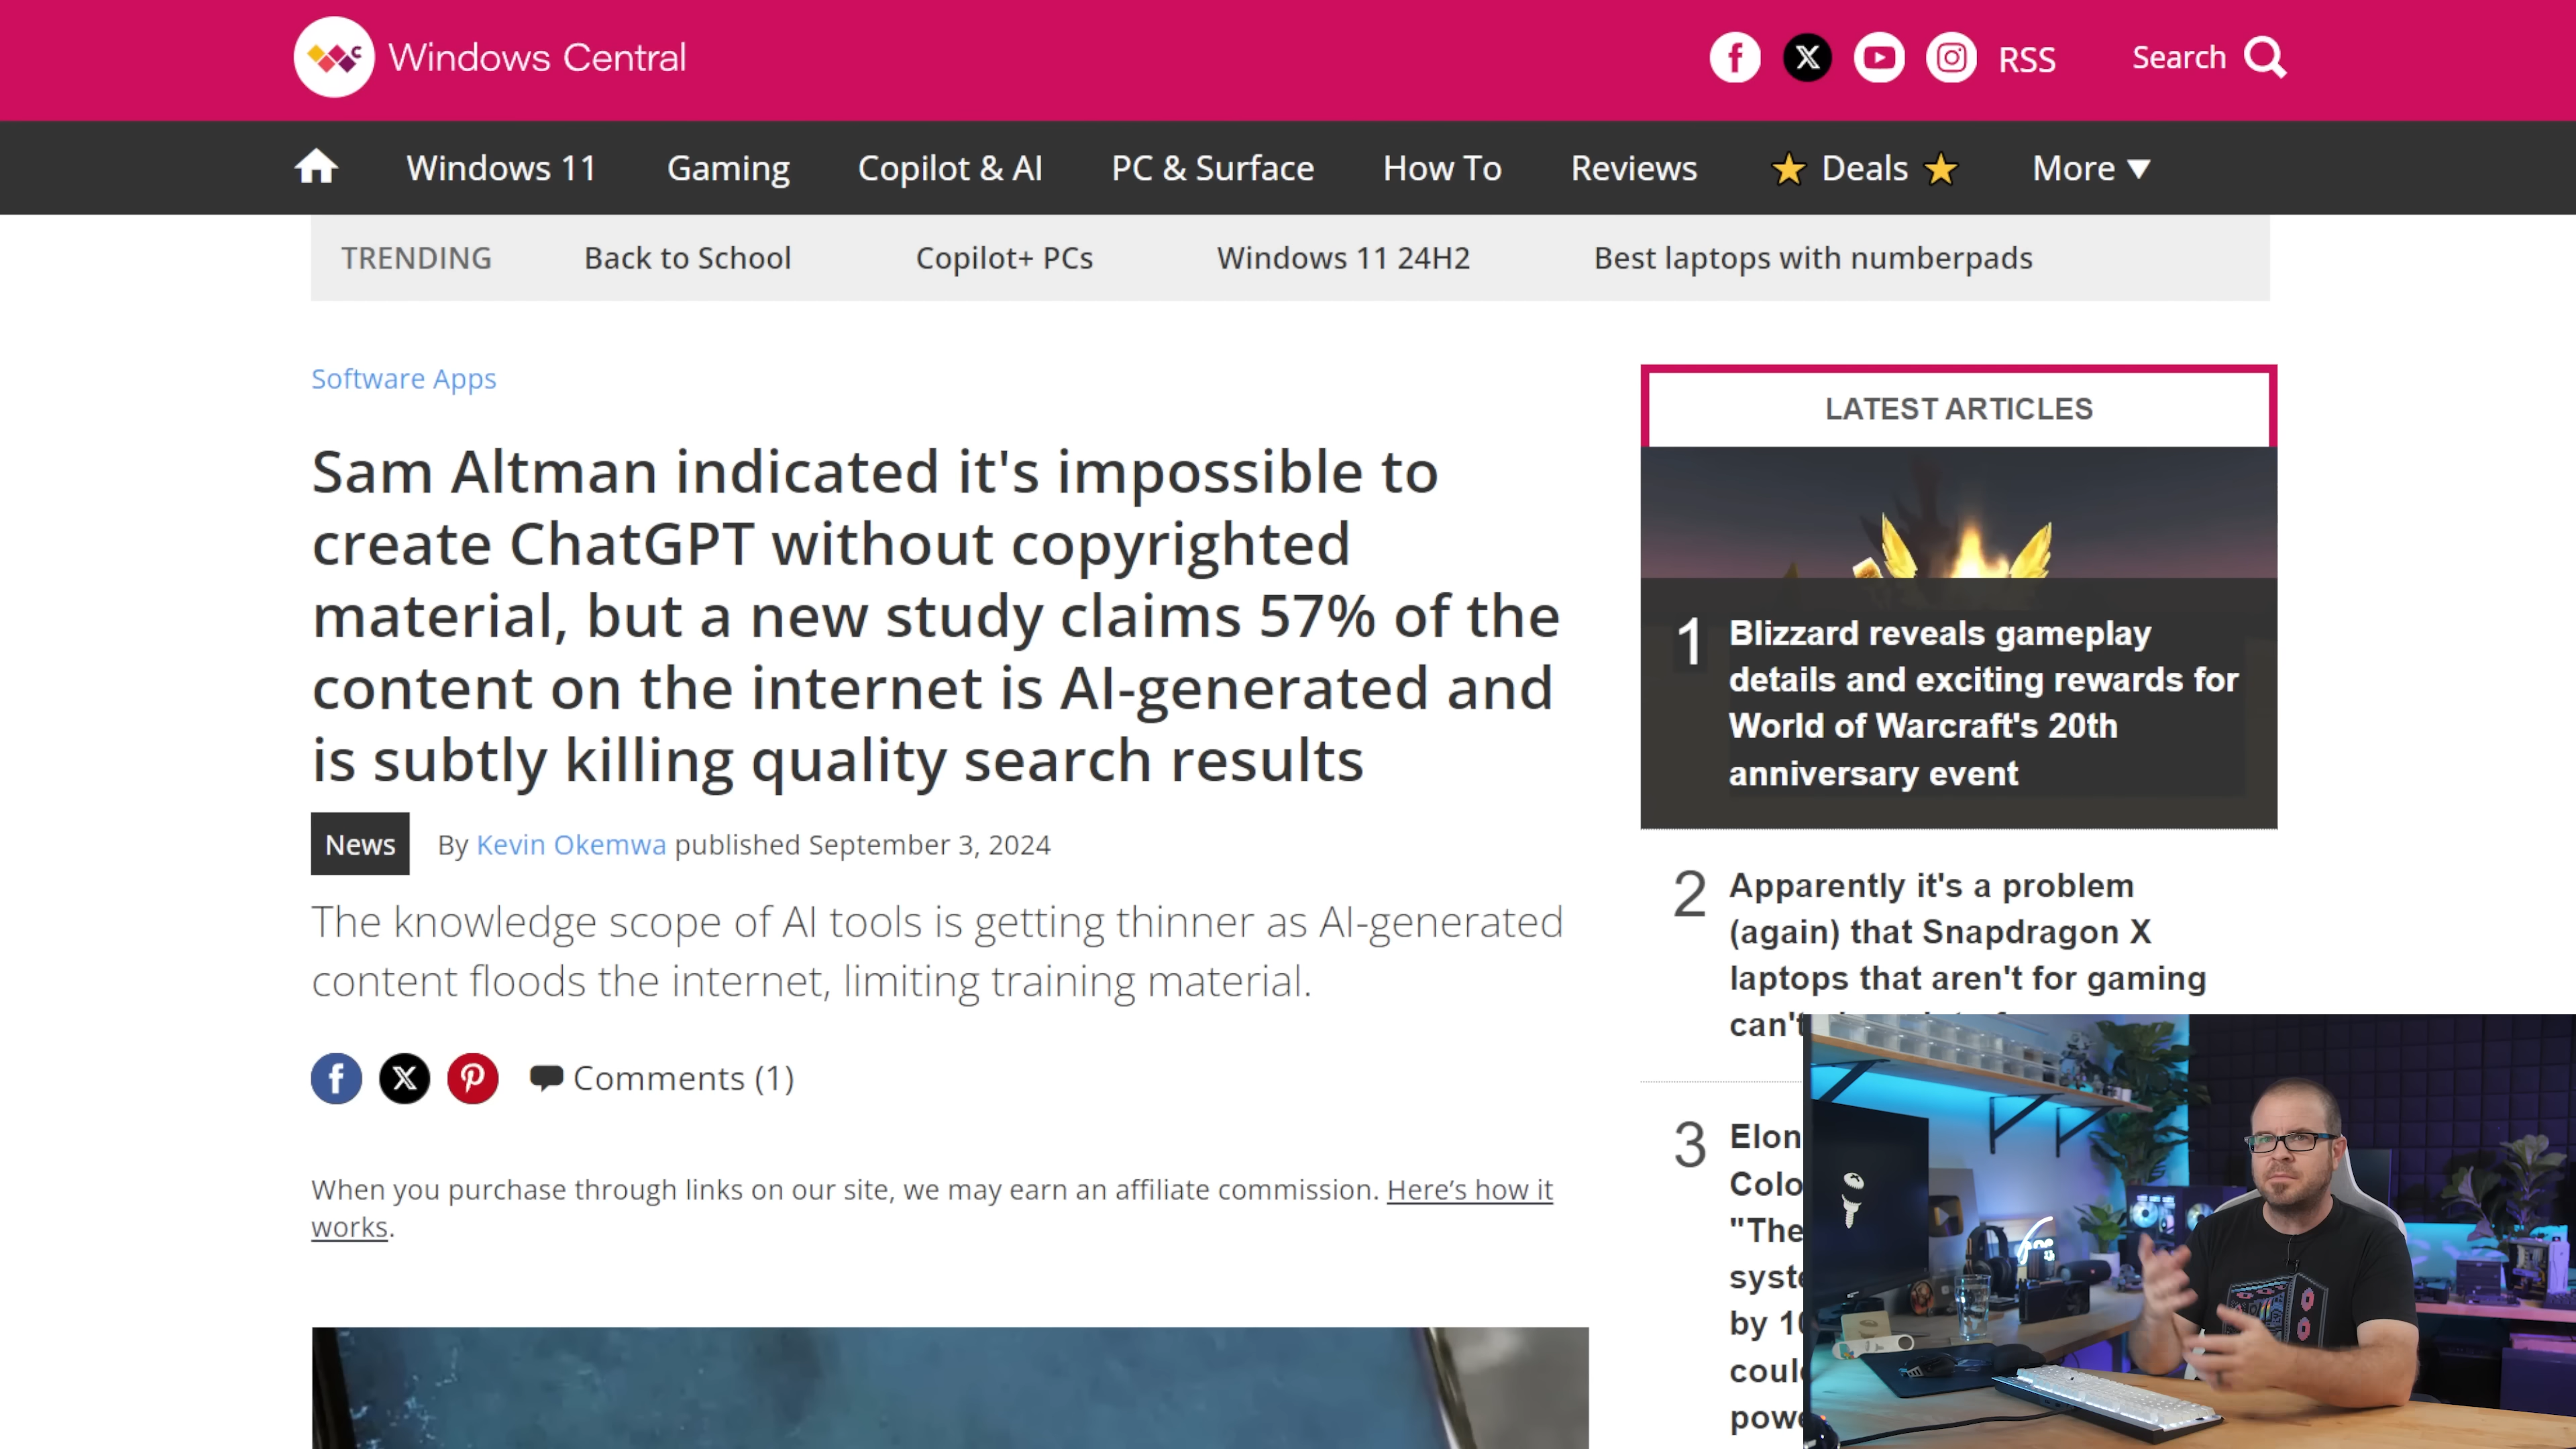 Windows Central
RSS
Search
Windows 11
Gaming
Copilot & AI
PC & Surface
How To
Reviews
Deals
More ▼
TRENDING
Back to School
Copilot+ PCs
Windows 11 24H2
Best laptops with numberpads
Software Apps
Sam Altman indicated it's impossible to
create ChatGPT without copyrighted
material, but a new study claims 57% of the
content on the internet is AI-generated and
is subtly killing quality search results
News
By Kevin Okemwa published September 3, 2024
The knowledge scope of AI tools is getting thinner as AI-generated
content floods the internet, limiting training material.
Comments (1)
When you purchase through links on our site, we may earn an affiliate commission. Here's how it
works.
LATEST ARTICLES
1
Blizzard reveals gameplay
details and exciting rewards for
World of Warcraft's 20th
anniversary event
2
Apparently it's a problem
(again) that Snapdragon X
laptops that aren't for gaming
can't
3
Elon
"The